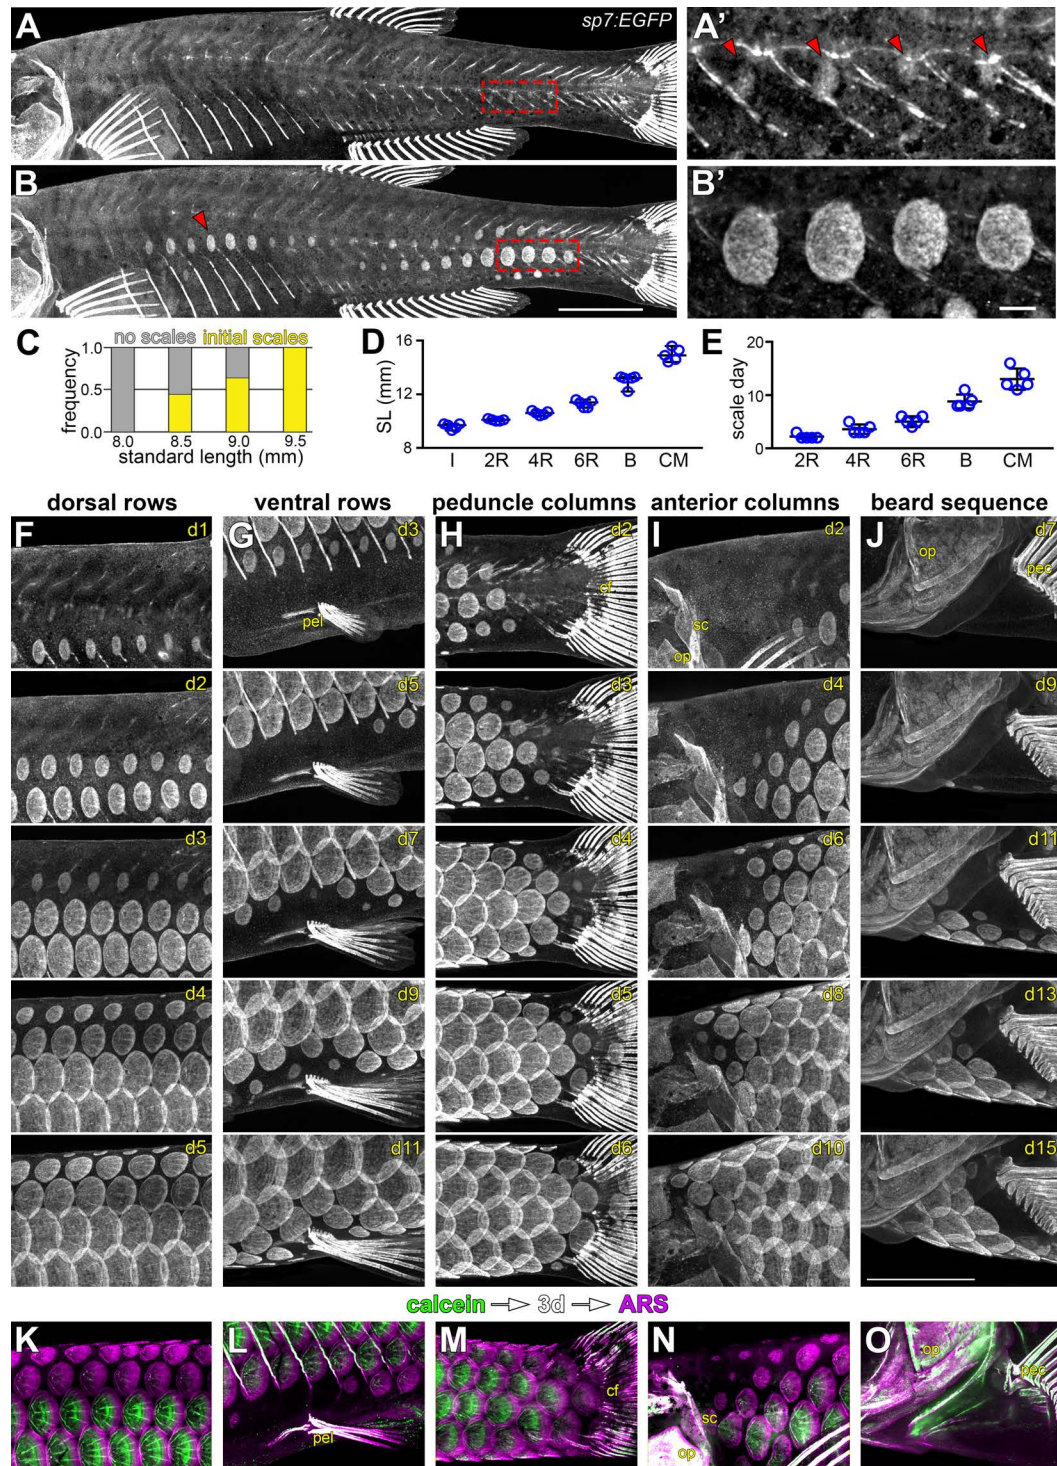 A
sp7:EGFP
A'
B
B'
C
no scales
initial scales
frequency
1.0
0.5
0.0
8.0 8.5 9.0 9.5
standard length (mm)
D
SL (mm)
16
12
8
I 2R 4R 6R B CM
E
scale day
20
10
0
2R 4R 6R B CM
dorsal rows
ventral rows
peduncle columns
anterior columns
beard sequence
F d1
G d3
pel
H d2
cf
I d2
sc
op
J d7
op
pec
d2
d5
d3
d4
d9
d3
d7
d4
d6
d11
d4
d9
d5
d8
d13
d5
d11
d6
d10
d15
calcein 3d ARS
K
L
pel
M
cf
N
sc
op
O
op
pec